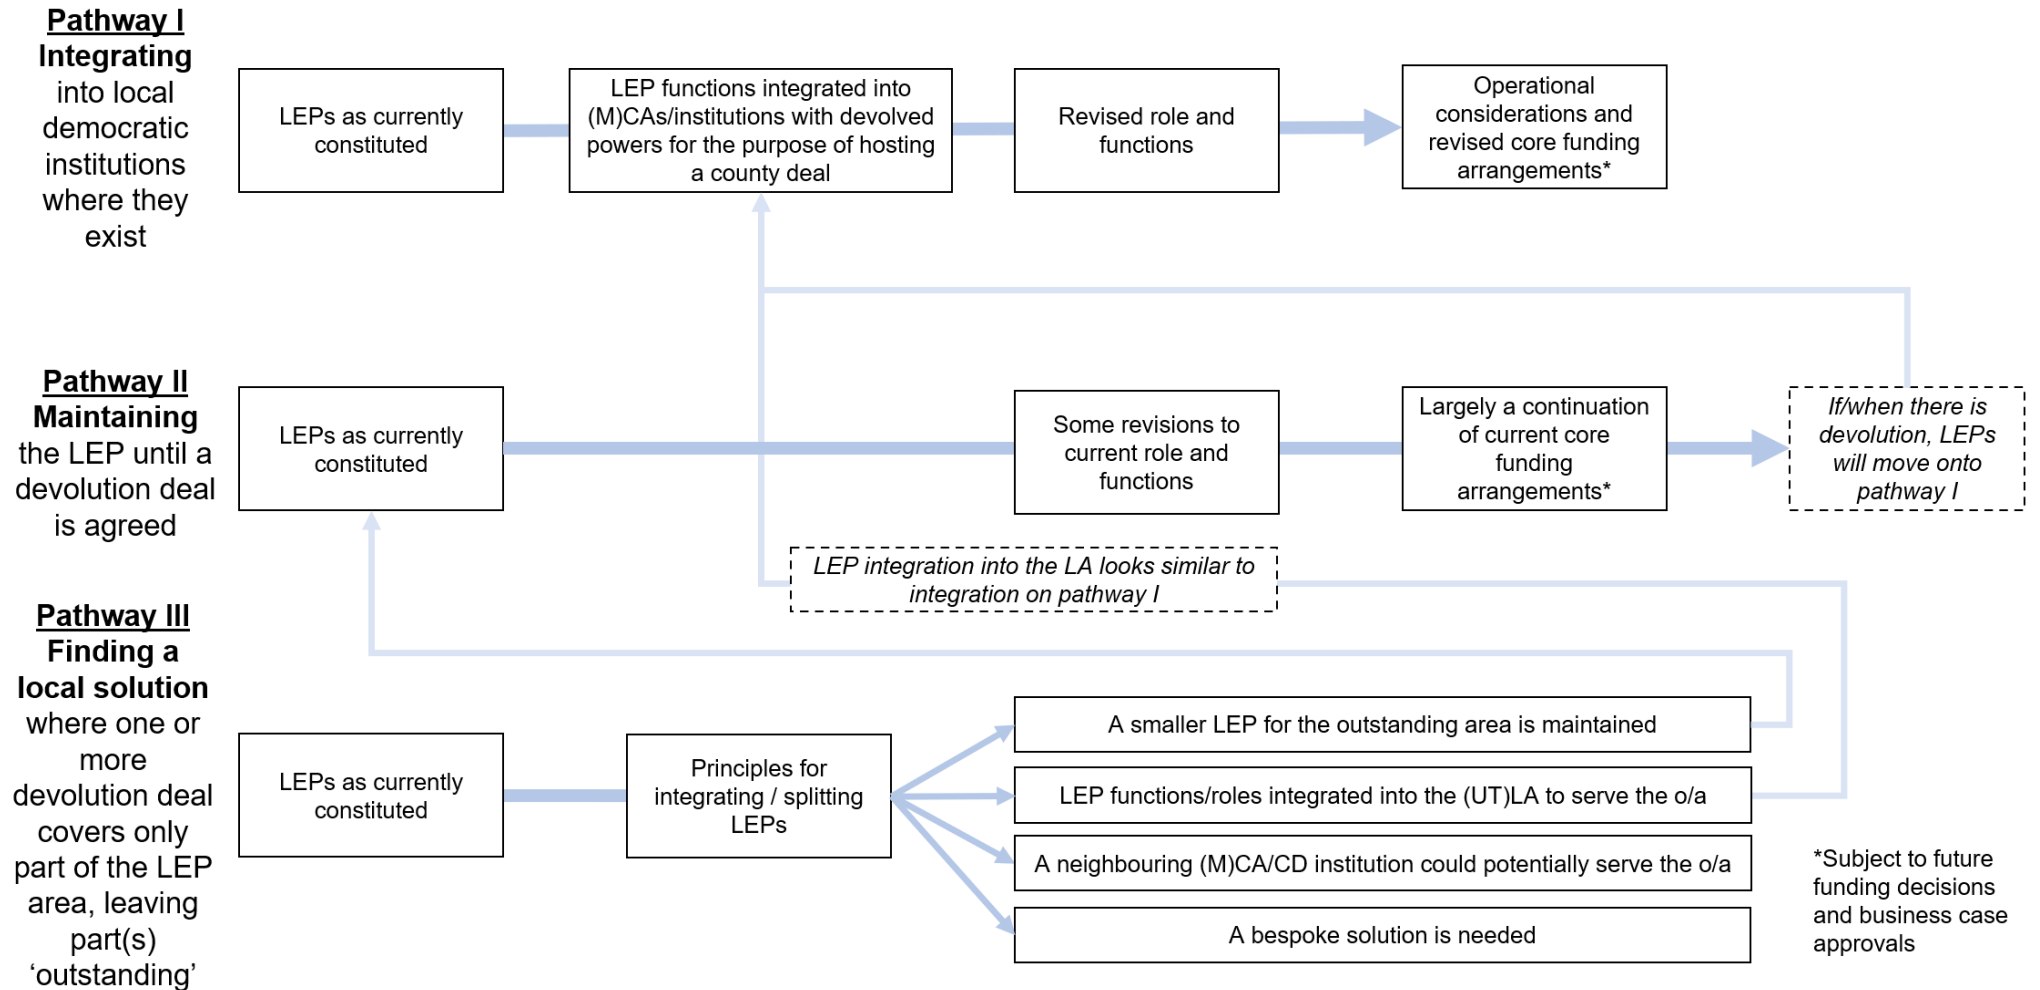 Pathway I
Integrating
into local
democratic
institutions
where they
exist
LEPs as currently
constituted
LEP functions integrated into
(M)CAs/institutions with devolved
powers for the purpose of hosting
a county deal
Revised role and
functions
Operational
considerations and
revised core funding
arrangements*
Pathway II
Maintaining
the LEP until a
devolution deal
is agreed
LEPs as currently
constituted
Some revisions to
current role and
functions
Largely a continuation
of current core
funding
arrangements*
If/when there is
devolution, LEPs
will move onto
pathway I
LEP integration into the LA looks similar to
integration on pathway I
Pathway III
Finding a
local solution
where one or
more
devolution deal
covers only
part of the LEP
area, leaving
part(s)
‘outstanding’
LEPs as currently
constituted
Principles for
integrating / splitting
LEPs
A smaller LEP for the outstanding area is maintained
LEP functions/roles integrated into the (UT)LA to serve the o/a
A neighbouring (M)CA/CD institution could potentially serve the o/a
A bespoke solution is needed
*Subject to future
funding decisions
and business case
approvals